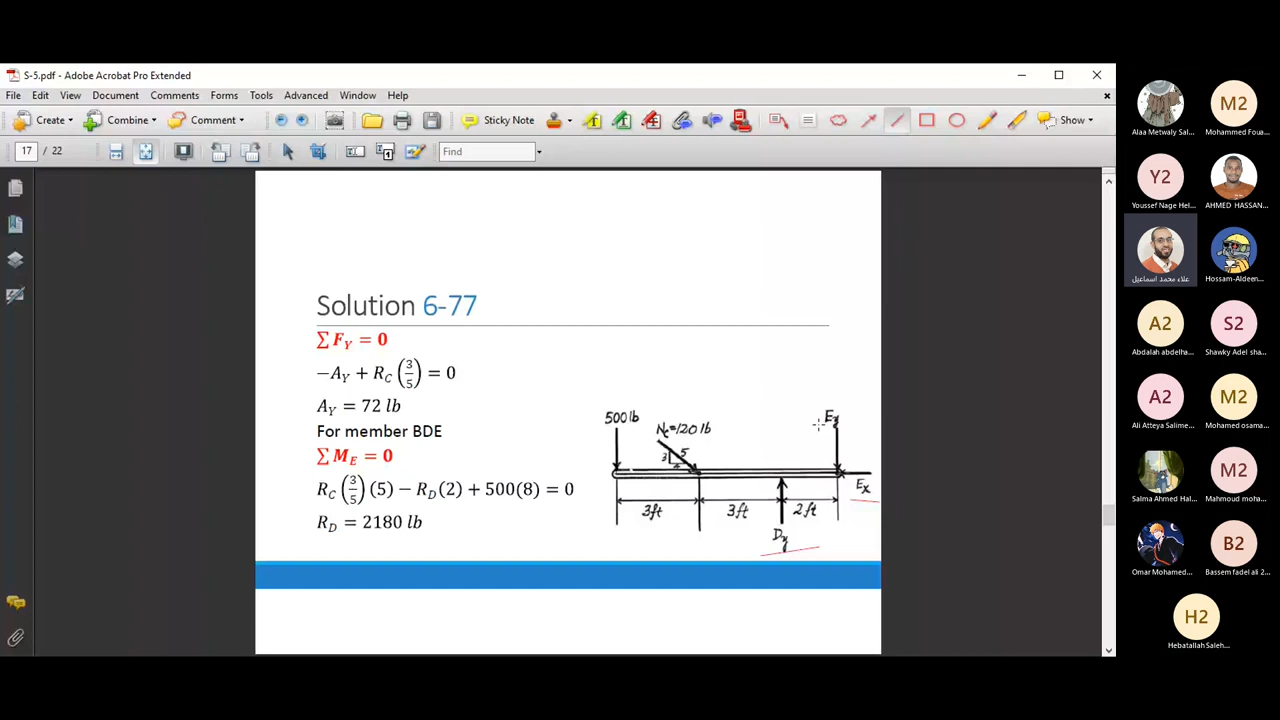 S-5.pdf - Adobe Acrobat Pro Extended
File Edit View Document Comments Forms Tools Advanced Window Help
Create Combine Comment Sticky Note Show
17 / 22 Find
Solution 6-77
∑ F_Y = 0
−A_Y + R_C (3/5) = 0
A_Y = 72 lb
For member BDE
∑ M_E = 0
R_C (3/5) (5) − R_D(2) + 500(8) = 0
R_D = 2180 lb
500 lb
N_C=120 lb
3 5
E_y
E_x
3ft 3ft 2ft
D_y
Alaa Metwaly Sal...
M2
Mohammed Foua...
Y2
Youssef Nage Hel...
AHMED HASSAN...
علاء محمد اسماعيل
Hossam-Aldeen...
A2
Abdalah abdelha...
S2
Shawky Adel sha...
A2
Ali Atteya Salime...
M2
Mohamed osama...
Salma Ahmed Hal...
M2
Mahmoud moha...
Omar Mohamed...
B2
Bassem fadel ali 2...
H2
Hebatallah Saleh...